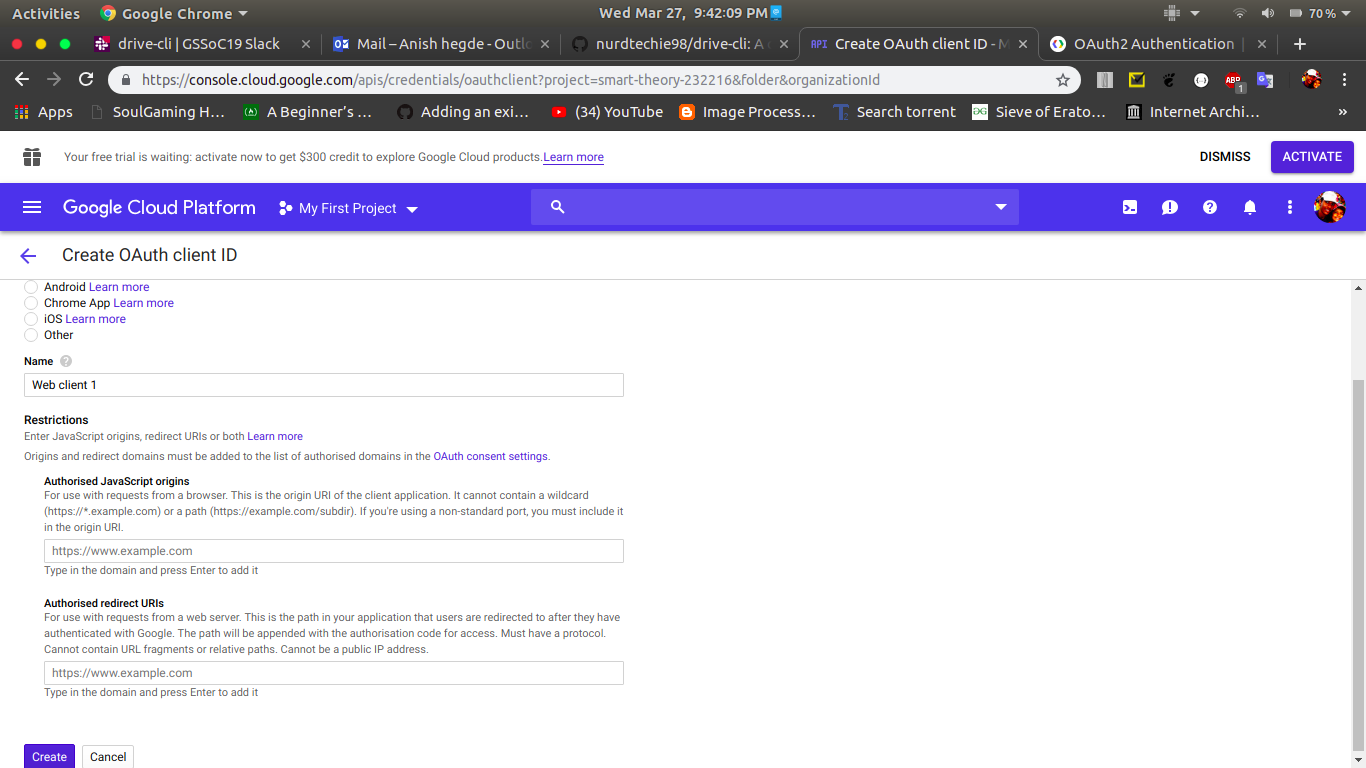 Activities Google Chrome Wed Mar 27, 9:42:09 PM 70 %
drive-cli | GSSoC19 Slack Mail – Anish hegde - Outlo nurdtechie98/drive-cli: A c API Create OAuth client ID - M OAuth2 Authentication |
https://console.cloud.google.com/apis/credentials/oauthclient?project=smart-theory-232216&folder&organizationId ABP 1
Apps SoulGaming H... A Beginner's ... Adding an exi... (34) YouTube Image Process... Search torrent Sieve of Erato... Internet Archi... »
Your free trial is waiting: activate now to get $300 credit to explore Google Cloud products. Learn more DISMISS ACTIVATE
Google Cloud Platform My First Project
Create OAuth client ID
Android Learn more
Chrome App Learn more
iOS Learn more
Other
Name ?
Web client 1
Restrictions
Enter JavaScript origins, redirect URIs or both Learn more
Origins and redirect domains must be added to the list of authorised domains in the OAuth consent settings.
Authorised JavaScript origins
For use with requests from a browser. This is the origin URI of the client application. It cannot contain a wildcard
(https://*.example.com) or a path (https://example.com/subdir). If you're using a non-standard port, you must include it
in the origin URI.
https://www.example.com
Type in the domain and press Enter to add it
Authorised redirect URIs
For use with requests from a web server. This is the path in your application that users are redirected to after they have
authenticated with Google. The path will be appended with the authorisation code for access. Must have a protocol.
Cannot contain URL fragments or relative paths. Cannot be a public IP address.
https://www.example.com
Type in the domain and press Enter to add it
Create Cancel